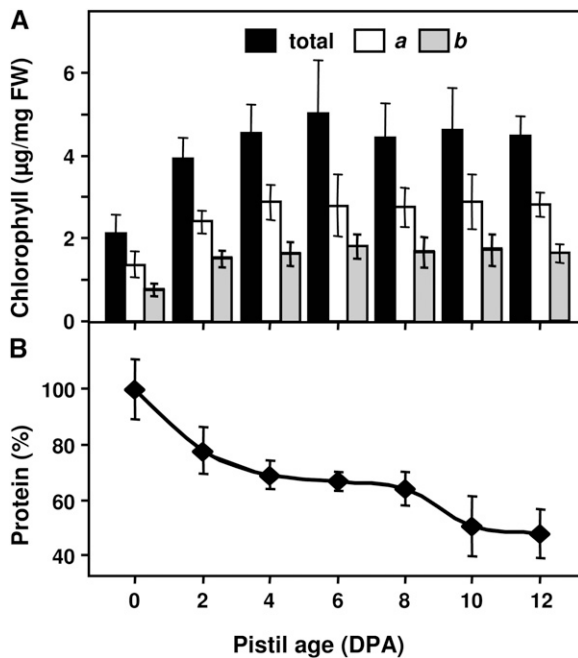 A
total a b
Chlorophyll (µg/mg FW)
6
4
2
0
B
Protein (%)
100
80
60
40
0 2 4 6 8 10 12
Pistil age (DPA)